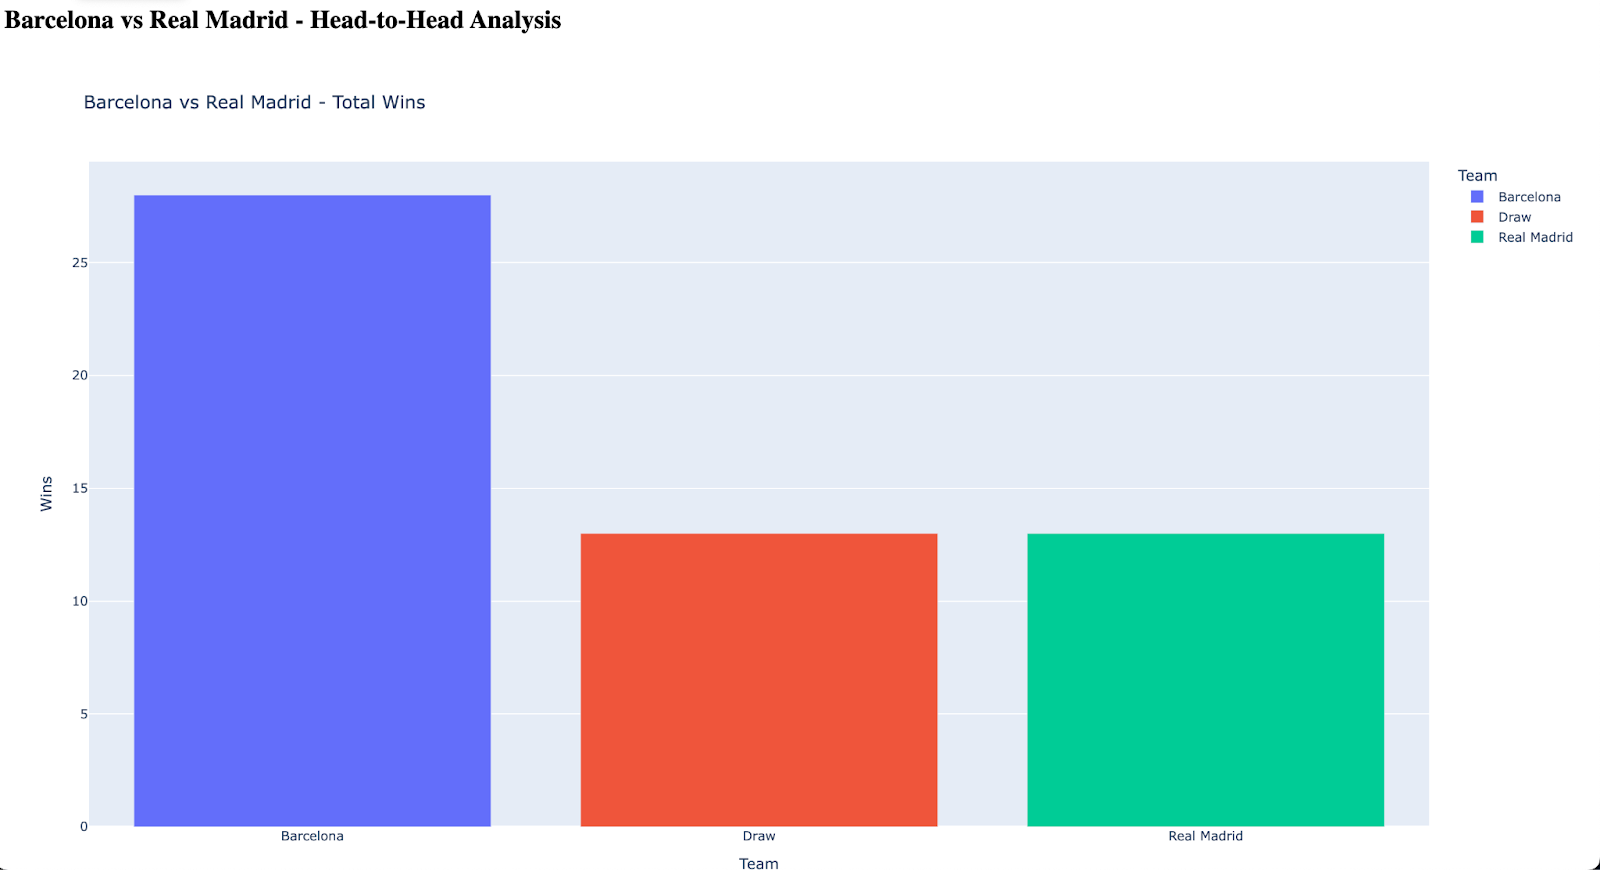 Barcelona vs Real Madrid - Head-to-Head Analysis
Barcelona vs Real Madrid - Total Wins
Team
Barcelona
Draw
Real Madrid
25
20
15
10
5
0
Wins
Barcelona
Draw
Real Madrid
Team